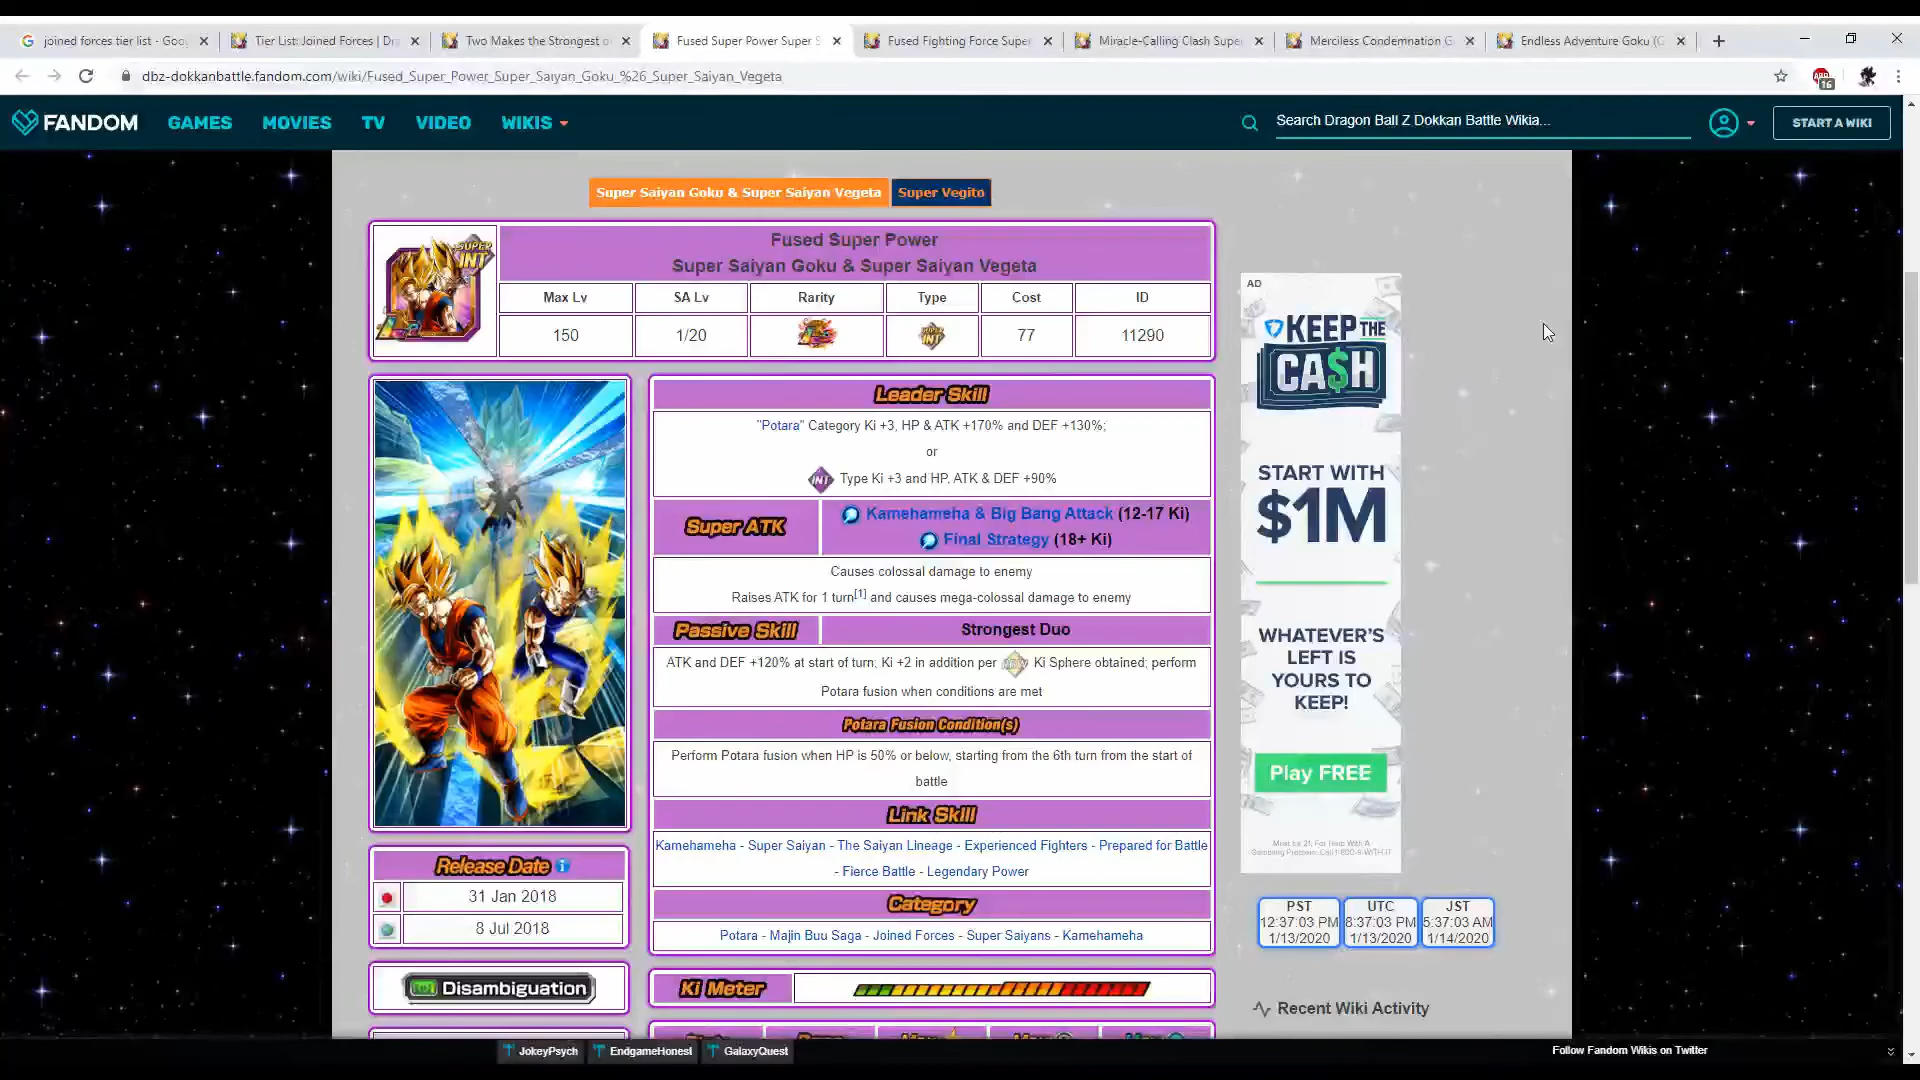 joined forces tier list - Goo
Tier List: Joined Forces | Dra
Two Makes the Strongest o
Fused Super Power Super S
Fused Fighting Force Super
Miracle-Calling Clash Super
Merciless Condemnation G
Endless Adventure Goku (G
dbz-dokkanbattle.fandom.com/wiki/Fused_Super_Power_Super_Saiyan_Goku_%26_Super_Saiyan_Vegeta
16
FANDOM GAMES MOVIES TV VIDEO WIKIS
Search Dragon Ball Z Dokkan Battle Wikia...
START A WIKI
Super Saiyan Goku & Super Saiyan Vegeta Super Vegito
SUPER INT
Fused Super Power
Super Saiyan Goku & Super Saiyan Vegeta
Max Lv SA Lv Rarity Type Cost ID
150 1/20 SUPER INT 77 11290
Leader Skill
"Potara" Category Ki +3, HP & ATK +170% and DEF +130%;
or
INT Type Ki +3 and HP, ATK & DEF +90%
Super ATK
Kamehameha & Big Bang Attack (12-17 Ki)
Final Strategy (18+ Ki)
Causes colossal damage to enemy
Raises ATK for 1 turn[1] and causes mega-colossal damage to enemy
Passive Skill Strongest Duo
ATK and DEF +120% at start of turn; Ki +2 in addition per Ki Sphere obtained; perform
Potara fusion when conditions are met
Potara Fusion Condition(s)
Perform Potara fusion when HP is 50% or below, starting from the 6th turn from the start of
battle
Link Skill
Kamehameha - Super Saiyan - The Saiyan Lineage - Experienced Fighters - Prepared for Battle
- Fierce Battle - Legendary Power
Category
Potara - Majin Buu Saga - Joined Forces - Super Saiyans - Kamehameha
Ki Meter
Release Date
31 Jan 2018
8 Jul 2018
Disambiguation
AD
KEEP THE
CA$H
START WITH
$1M
WHATEVER'S
LEFT IS
YOURS TO
KEEP!
Play FREE
PST UTC JST
12:37:03 PM 8:37:03 PM 5:37:03 AM
1/13/2020 1/13/2020 1/14/2020
Recent Wiki Activity
JokeyPsych EndgameHonest GalaxyQuest
Follow Fandom Wikis on Twitter